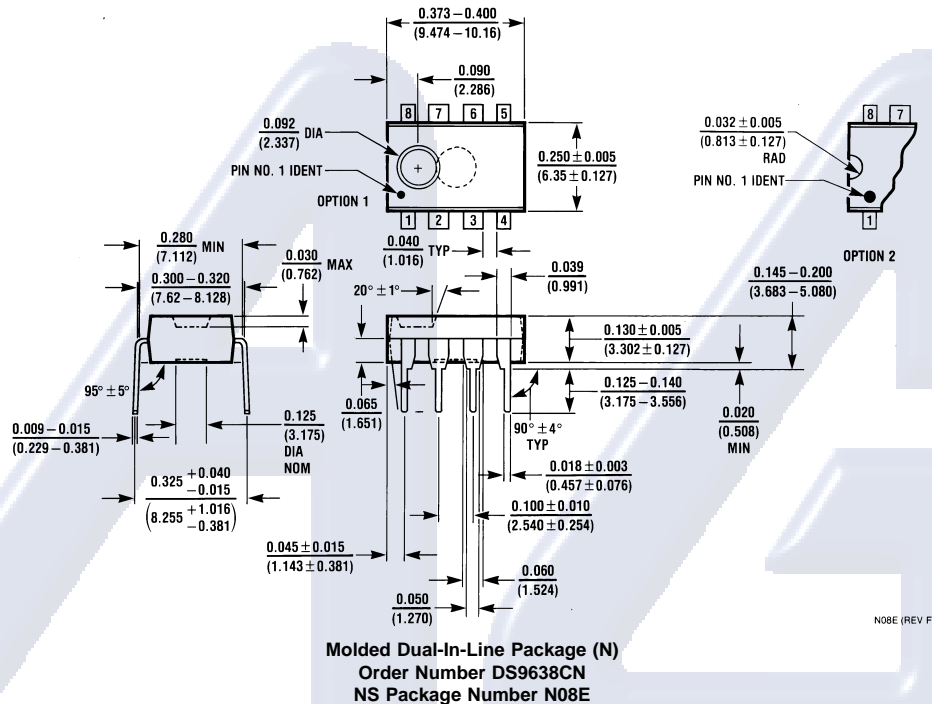 0.373–0.400
(9.474–10.16)
0.090
(2.286)
8 7 6 5
0.092 DIA
(2.337)
PIN NO. 1 IDENT
OPTION 1
1 2 3 4
0.250 ± 0.005
(6.35 ± 0.127)
0.032 ± 0.005
(0.813 ± 0.127)
RAD
PIN NO. 1 IDENT
8 7
1
OPTION 2
0.280 MIN
(7.112)
0.300–0.320
(7.62–8.128)
0.030 MAX
(0.762)
0.040 TYP
(1.016)
0.039
(0.991)
20° ± 1°
0.145–0.200
(3.683–5.080)
0.130 ± 0.005
(3.302 ± 0.127)
0.125–0.140
(3.175–3.556)
0.020
(0.508)
MIN
95° ± 5°
0.009–0.015
(0.229–0.381)
0.125
(3.175)
DIA
NOM
0.065
(1.651)
90° ± 4°
TYP
0.018 ± 0.003
(0.457 ± 0.076)
0.325 +0.040 −0.015
(8.255 +1.016 −0.381)
0.100 ± 0.010
(2.540 ± 0.254)
0.045 ± 0.015
(1.143 ± 0.381)
0.060
(1.524)
0.050
(1.270)
N08E (REV F
Molded Dual-In-Line Package (N)
Order Number DS9638CN
NS Package Number N08E